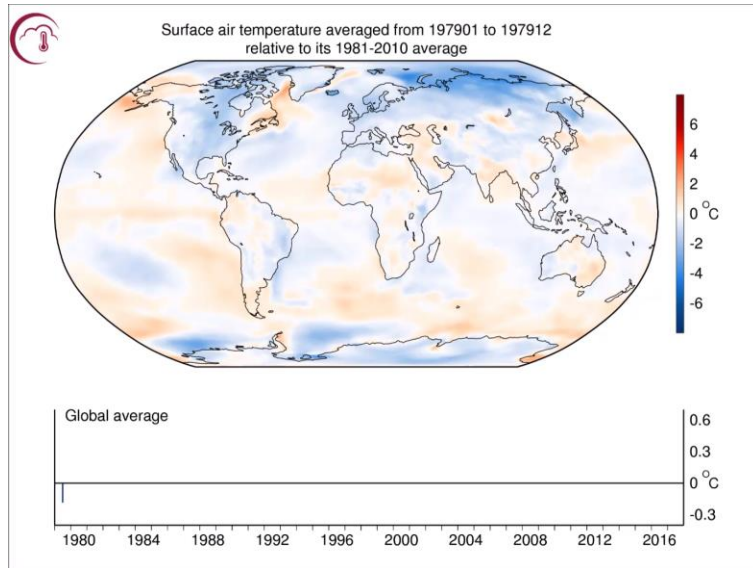 Surface air temperature averaged from 197901 to 197912
relative to its 1981-2010 average
6
4
2
0 °C
-2
-4
-6
Global average
0.6
0.3
0 °C
-0.3
1980 1984 1988 1992 1996 2000 2004 2008 2012 2016